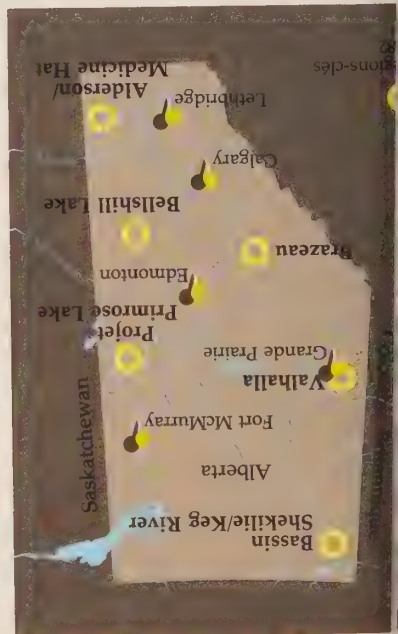 Bassin
Shekilie/Keg River
Alberta
Fort McMurray
Valhalla
Grande Prairie
Projet
Primrose Lake
Edmonton
Brazeau
Bellshill Lake
Calgary
Lethbridge
Alderson/
Medicine Hat
Saskatchewan